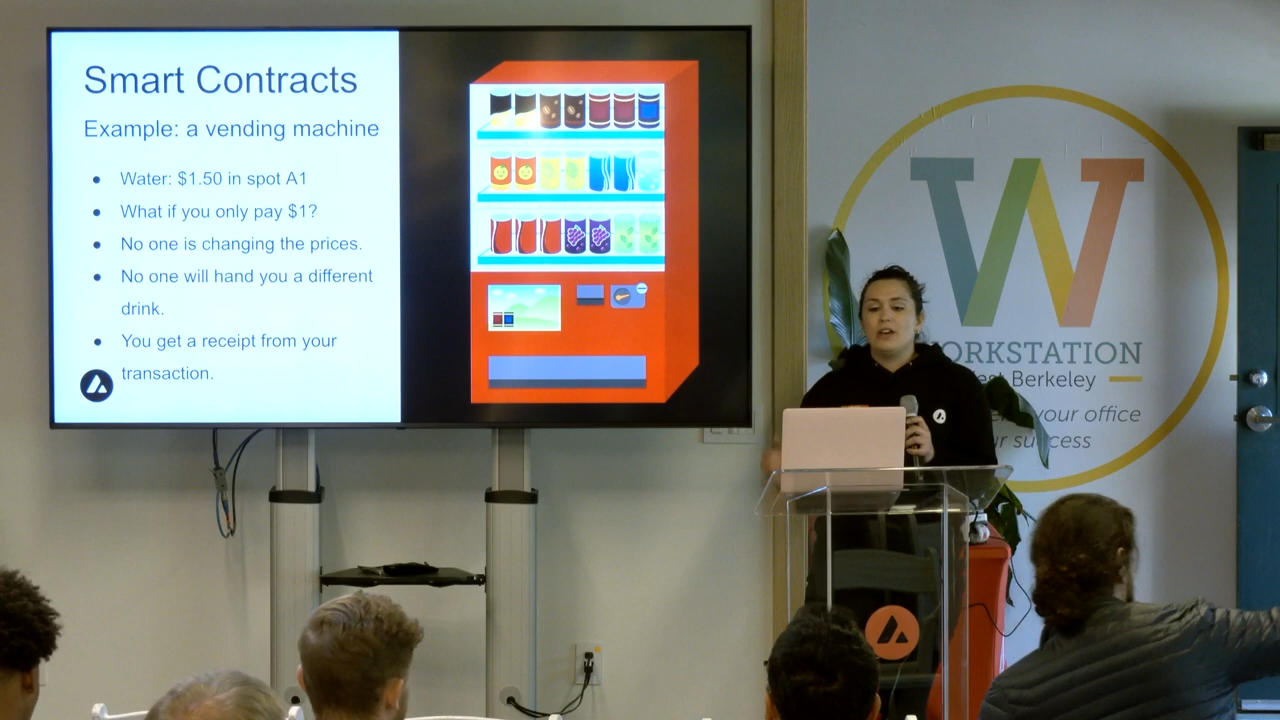 Smart Contracts
Example: a vending machine
● Water: $1.50 in spot A1
● What if you only pay $1?
● No one is changing the prices.
● No one will hand you a different
drink.
● You get a receipt from your
transaction.
W
ORKSTATION
est Berkeley
your office
success